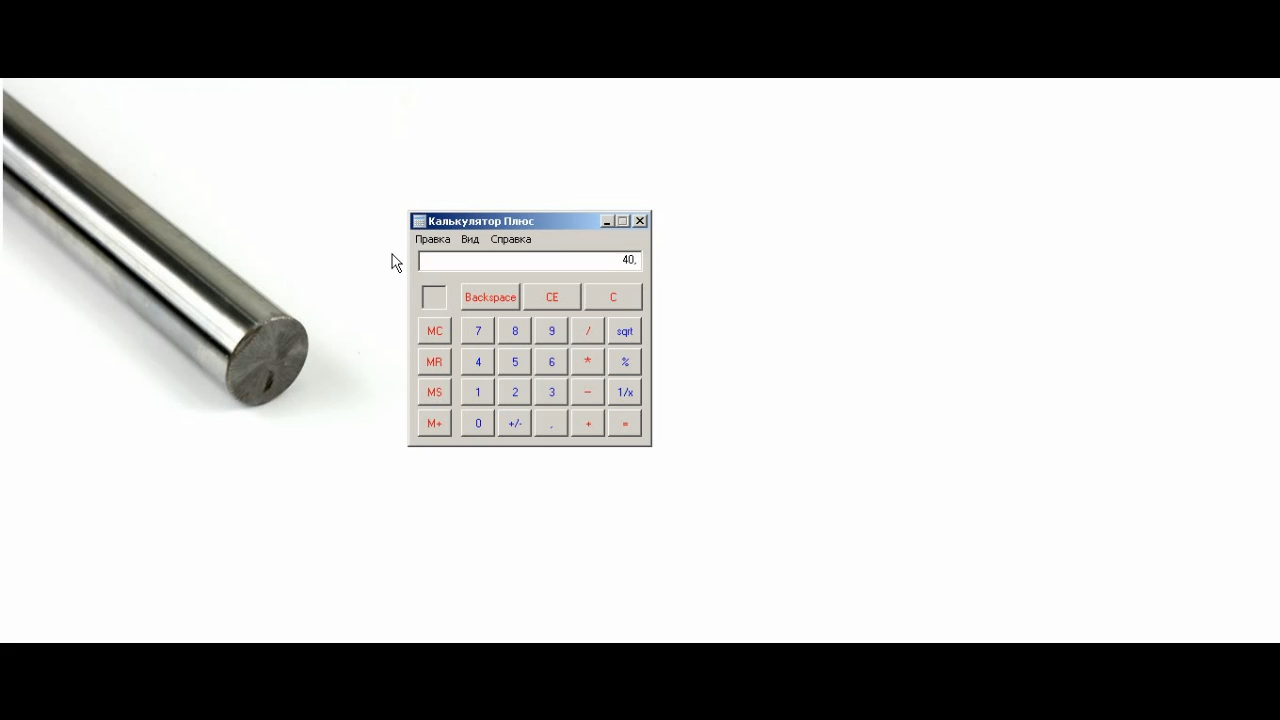 Калькулятор Плюс
Правка Вид Справка
40,
Backspace CE C
MC 7 8 9 / sqrt
MR 4 5 6 * %
MS 1 2 3 - 1/x
M+ 0 +/- , + =